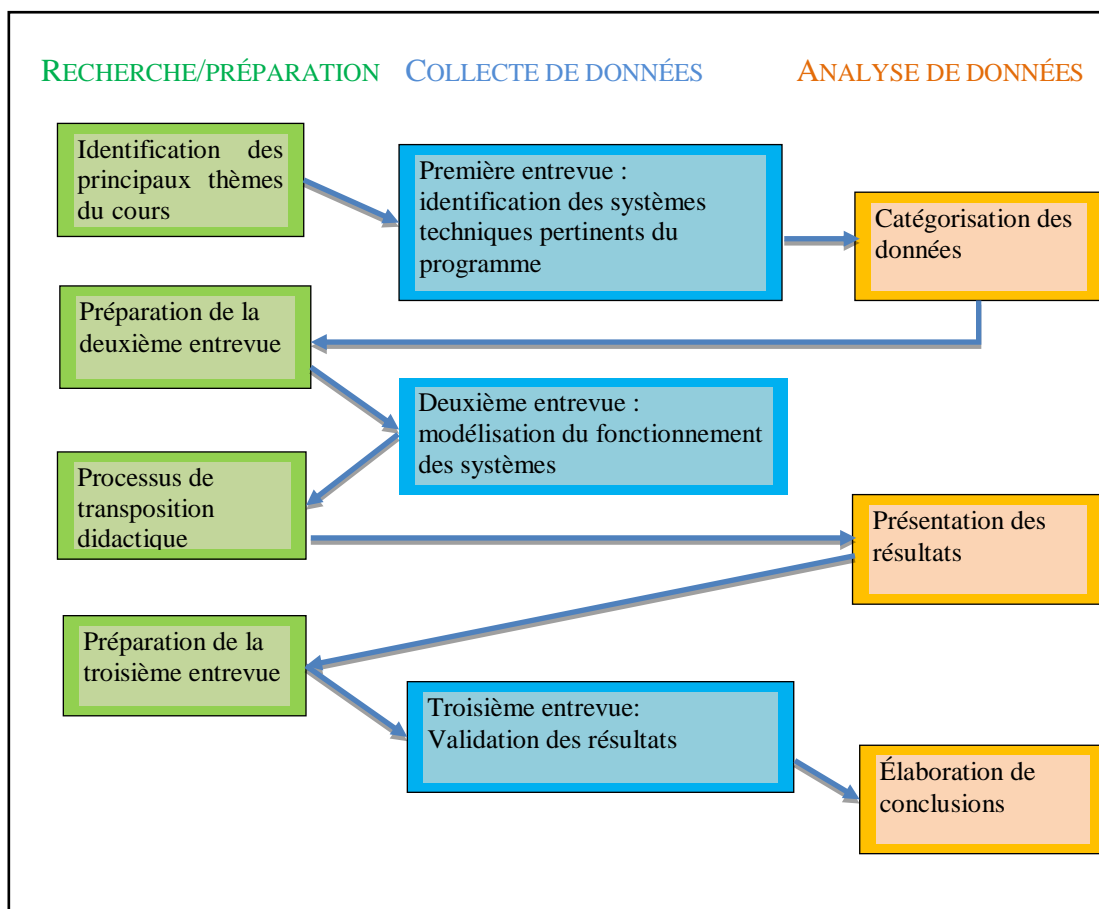 RECHERCHE/PRÉPARATION COLLECTE DE DONNÉES ANALYSE DE DONNÉES
Identification des
principaux thèmes
du cours
Première entrevue :
identification des systèmes
techniques pertinents du
programme
Catégorisation des
données
Préparation de la
deuxième entrevue
Deuxième entrevue :
modélisation du fonctionnement
des systèmes
Processus de
transposition
didactique
Présentation des
résultats
Préparation de la
troisième entrevue
Troisième entrevue:
Validation des résultats
Élaboration de
conclusions